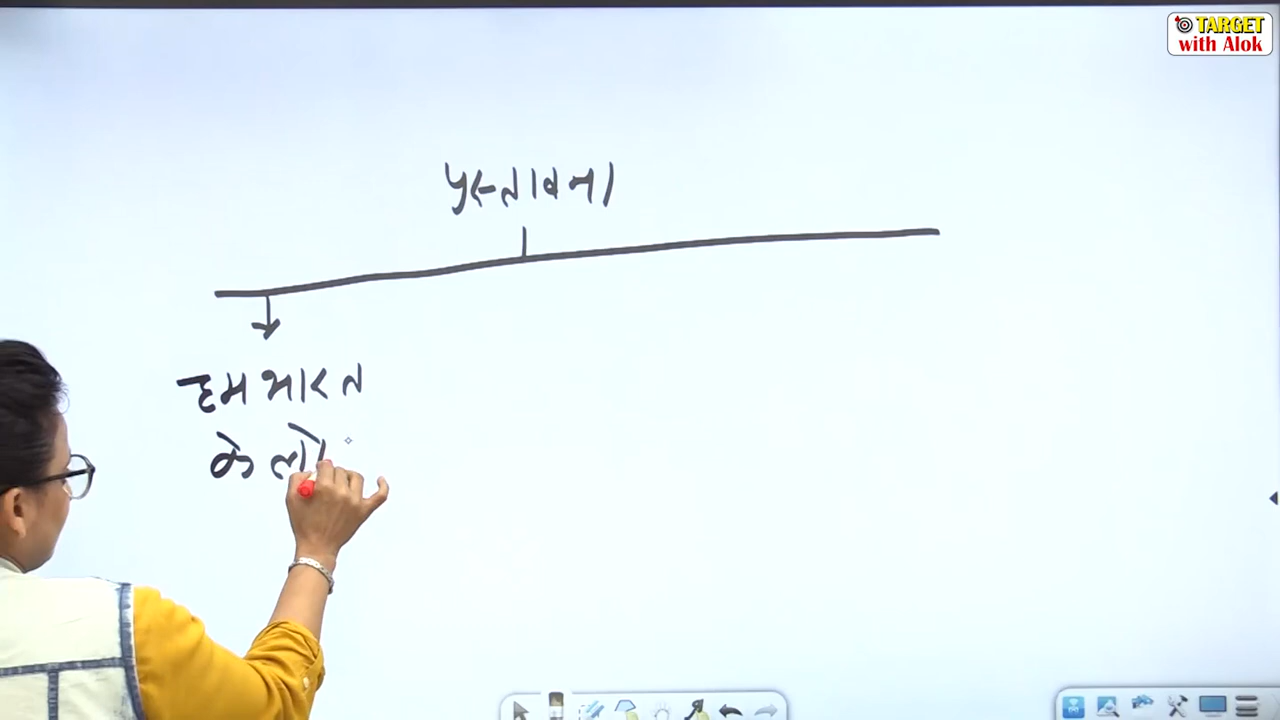 TARGET
with Alok
प्रस्तावना
हम भारत
के लो